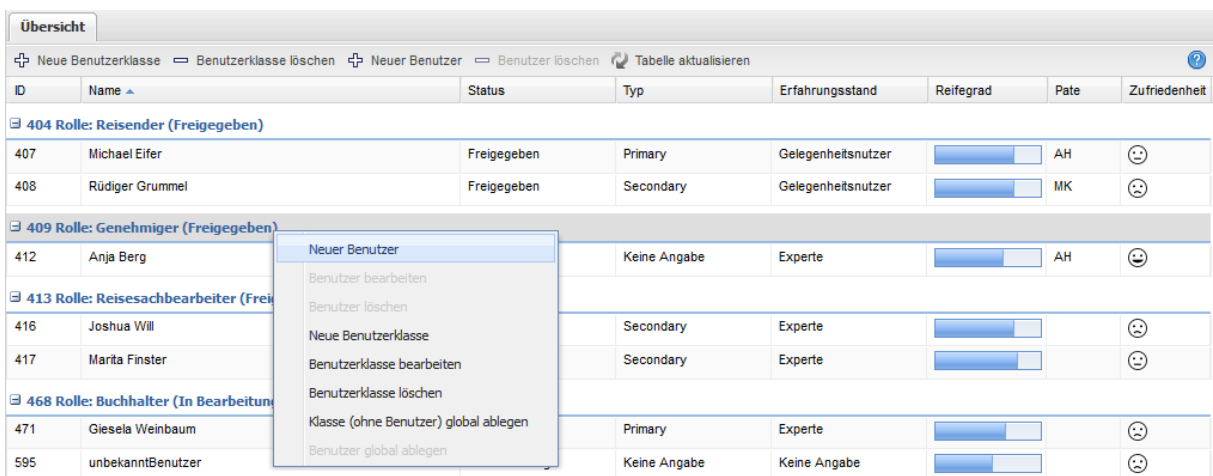 Übersicht
Neue Benutzerklasse Benutzerklasse löschen Neuer Benutzer Benutzer löschen Tabelle aktualisieren ?
ID Name Status Typ Erfahrungsstand Reifegrad Pate Zufriedenheit
404 Rolle: Reisender (Freigegeben)
407 Michael Eifer Freigegeben Primary Gelegenheitsnutzer AH
408 Rüdiger Grummel Freigegeben Secondary Gelegenheitsnutzer MK
409 Rolle: Genehmiger (Freigegeben)
Neuer Benutzer
412 Anja Berg Keine Angabe Experte AH
Benutzer bearbeiten
413 Rolle: Reisesachbearbeiter (Frei
Benutzer löschen
416 Joshua Will Secondary Experte
Neue Benutzerklasse
417 Marita Finster Secondary Experte
Benutzerklasse bearbeiten
Benutzerklasse löschen
468 Rolle: Buchhalter (In Bearbeitun
Klasse (ohne Benutzer) global ablegen
471 Giesela Weinbaum Primary Experte
Benutzer global ablegen
595 unbekanntBenutzer Keine Angabe Keine Angabe